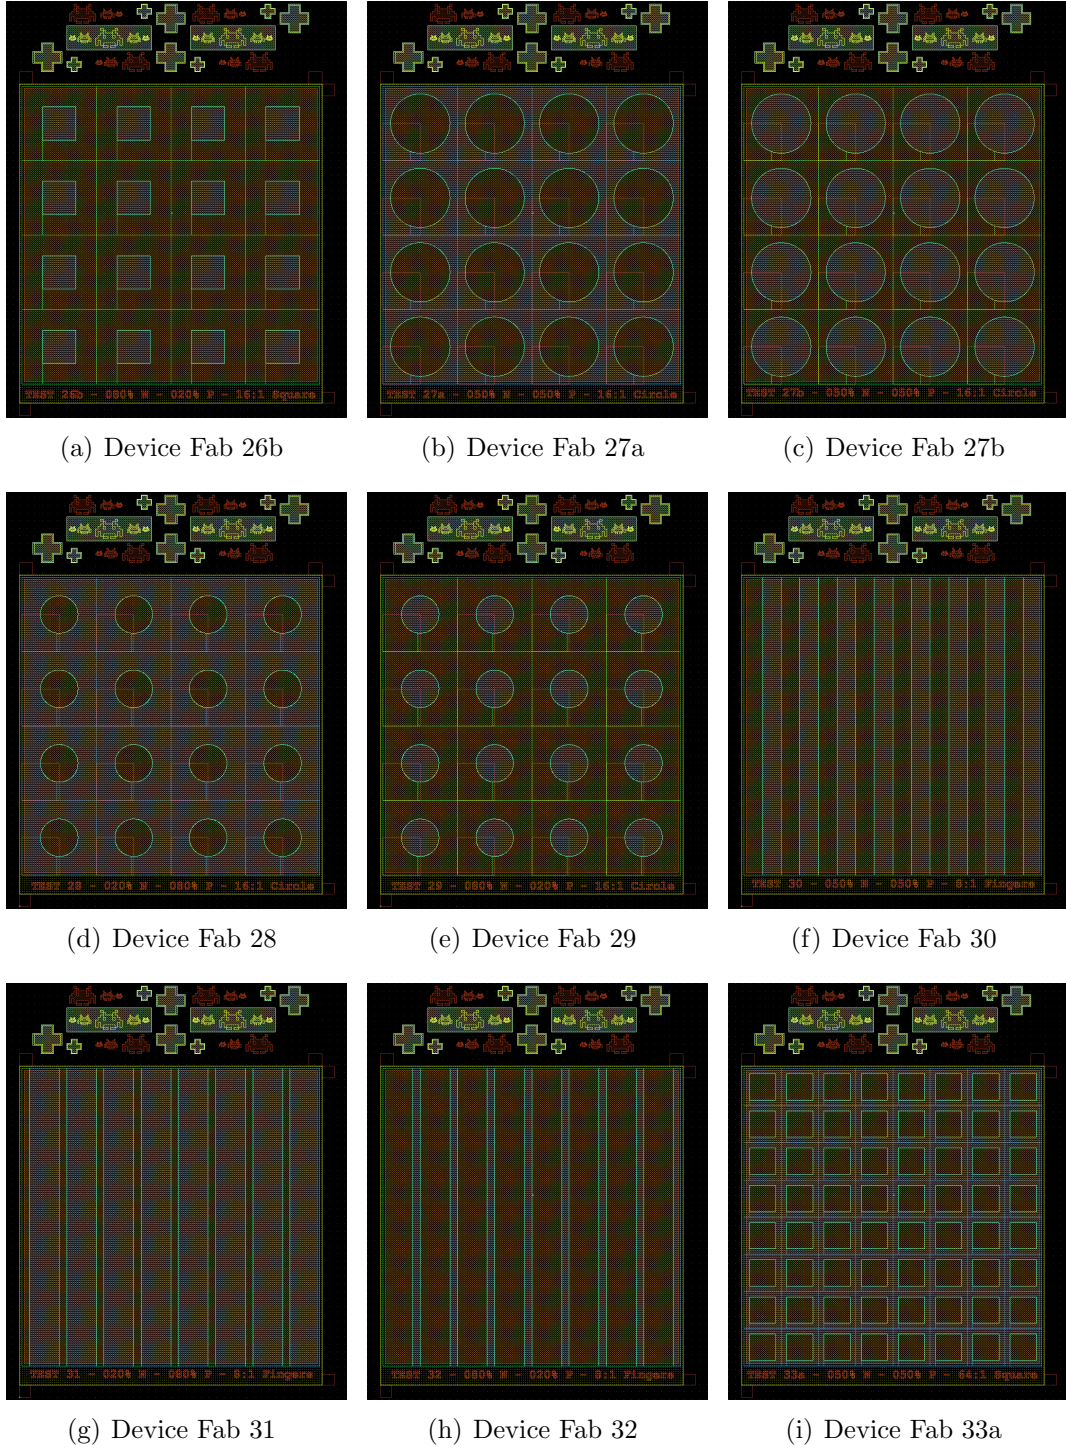 TEST 26b - 080% N - 020% P - 16:1 Square
TEST 27a - 050% N - 050% P - 16:1 Circle
TEST 27b - 050% N - 050% P - 16:1 Circle
(a) Device Fab 26b
(b) Device Fab 27a
(c) Device Fab 27b
TEST 28 - 020% N - 080% P - 16:1 Circle
TEST 29 - 080% N - 020% P - 16:1 Circle
TEST 30 - 050% N - 050% P - 8:1 Fingers
(d) Device Fab 28
(e) Device Fab 29
(f) Device Fab 30
TEST 31 - 020% N - 080% P - 8:1 Fingers
TEST 32 - 080% N - 020% P - 8:1 Fingers
TEST 33a - 050% N - 050% P - 64:1 Square
(g) Device Fab 31
(h) Device Fab 32
(i) Device Fab 33a